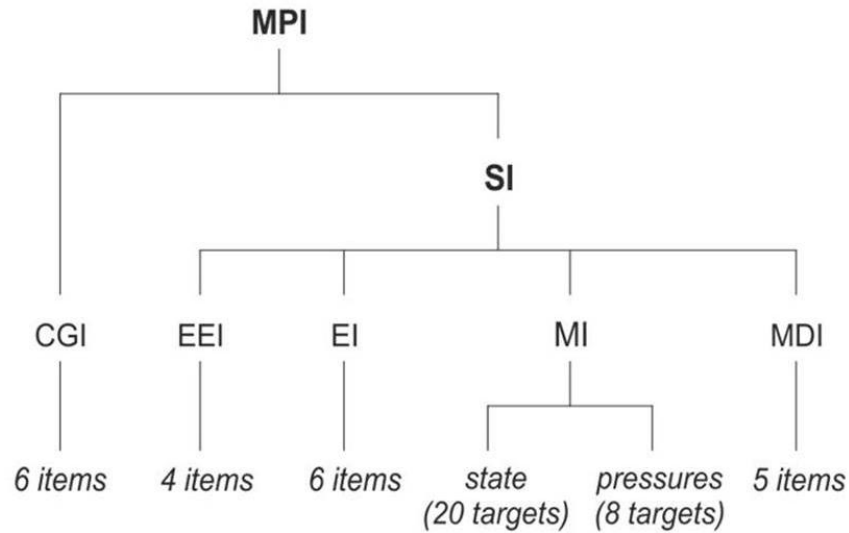 MPI
SI
CGI
EEI
EI
MI
MDI
6 items
4 items
6 items
state
(20 targets)
pressures
(8 targets)
5 items